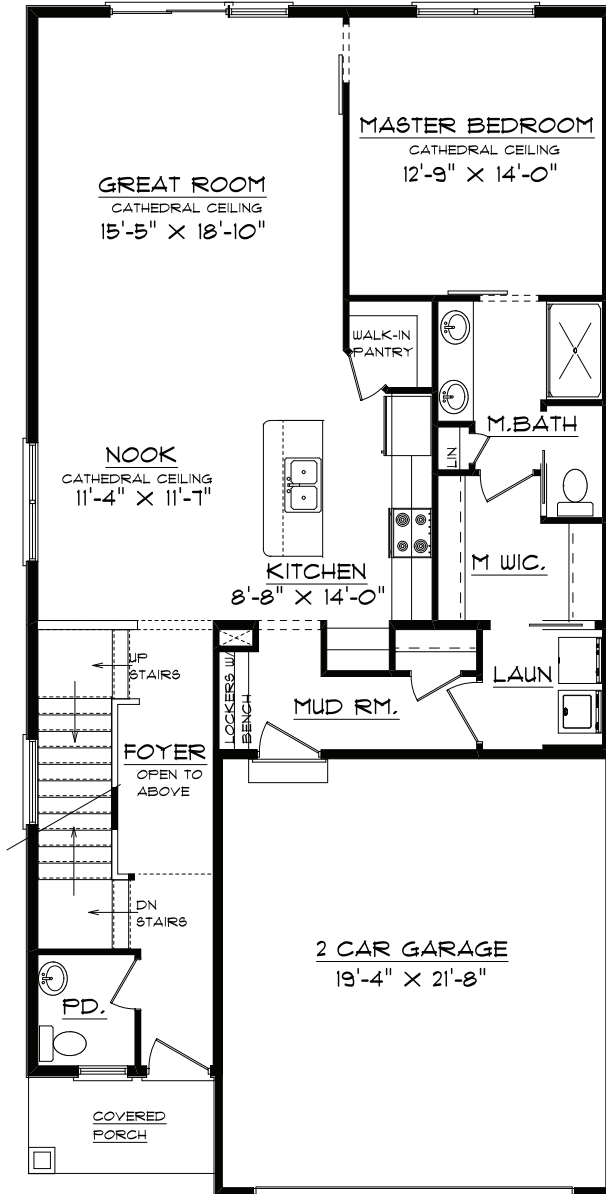 MASTER BEDROOM
CATHEDRAL CEILING
12'-9" X 14'-0"
GREAT ROOM
CATHEDRAL CEILING
15'-5" X 18'-10"
WALK-IN
PANTRY
M.BATH
LIN
NOOK
CATHEDRAL CEILING
11'-4" X 11'-7"
M WIC.
KITCHEN
8'-8" X 14'-0"
UP
STAIRS
LOCKERS W/
BENCH
MUD RM.
LAUN
FOYER
OPEN TO
ABOVE
DN
STAIRS
2 CAR GARAGE
19'-4" X 21'-8"
PD.
COVERED
PORCH